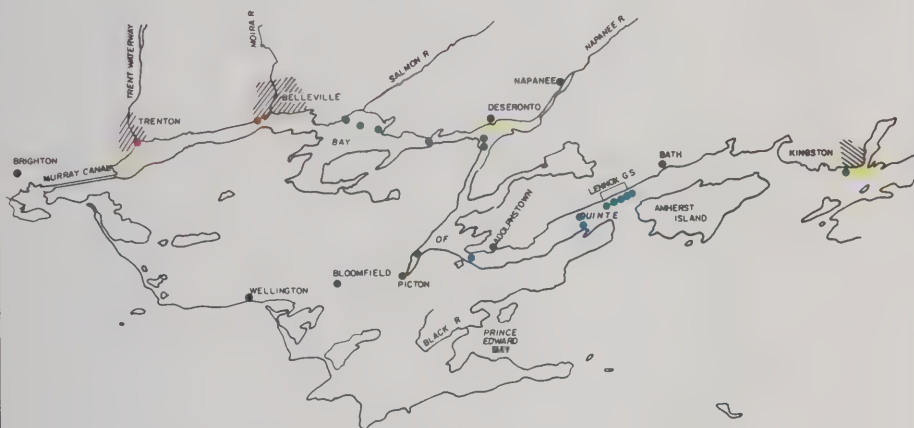 TRENT WATERWAY
MOIRA R
SALMON R
NAPANEE R
NAPANEE
BELLEVILLE
DESERONTO
TRENTON
BAY
BRIGHTON
MURRAY CANAL
BATH
KINGSTON
LENNOX G S
QUINTE
AMHERST
ISLAND
ADOLPHSTOWN
OF
BLOOMFIELD
PICTON
WELLINGTON
BLACK R
PRINCE
EDWARD
BAY